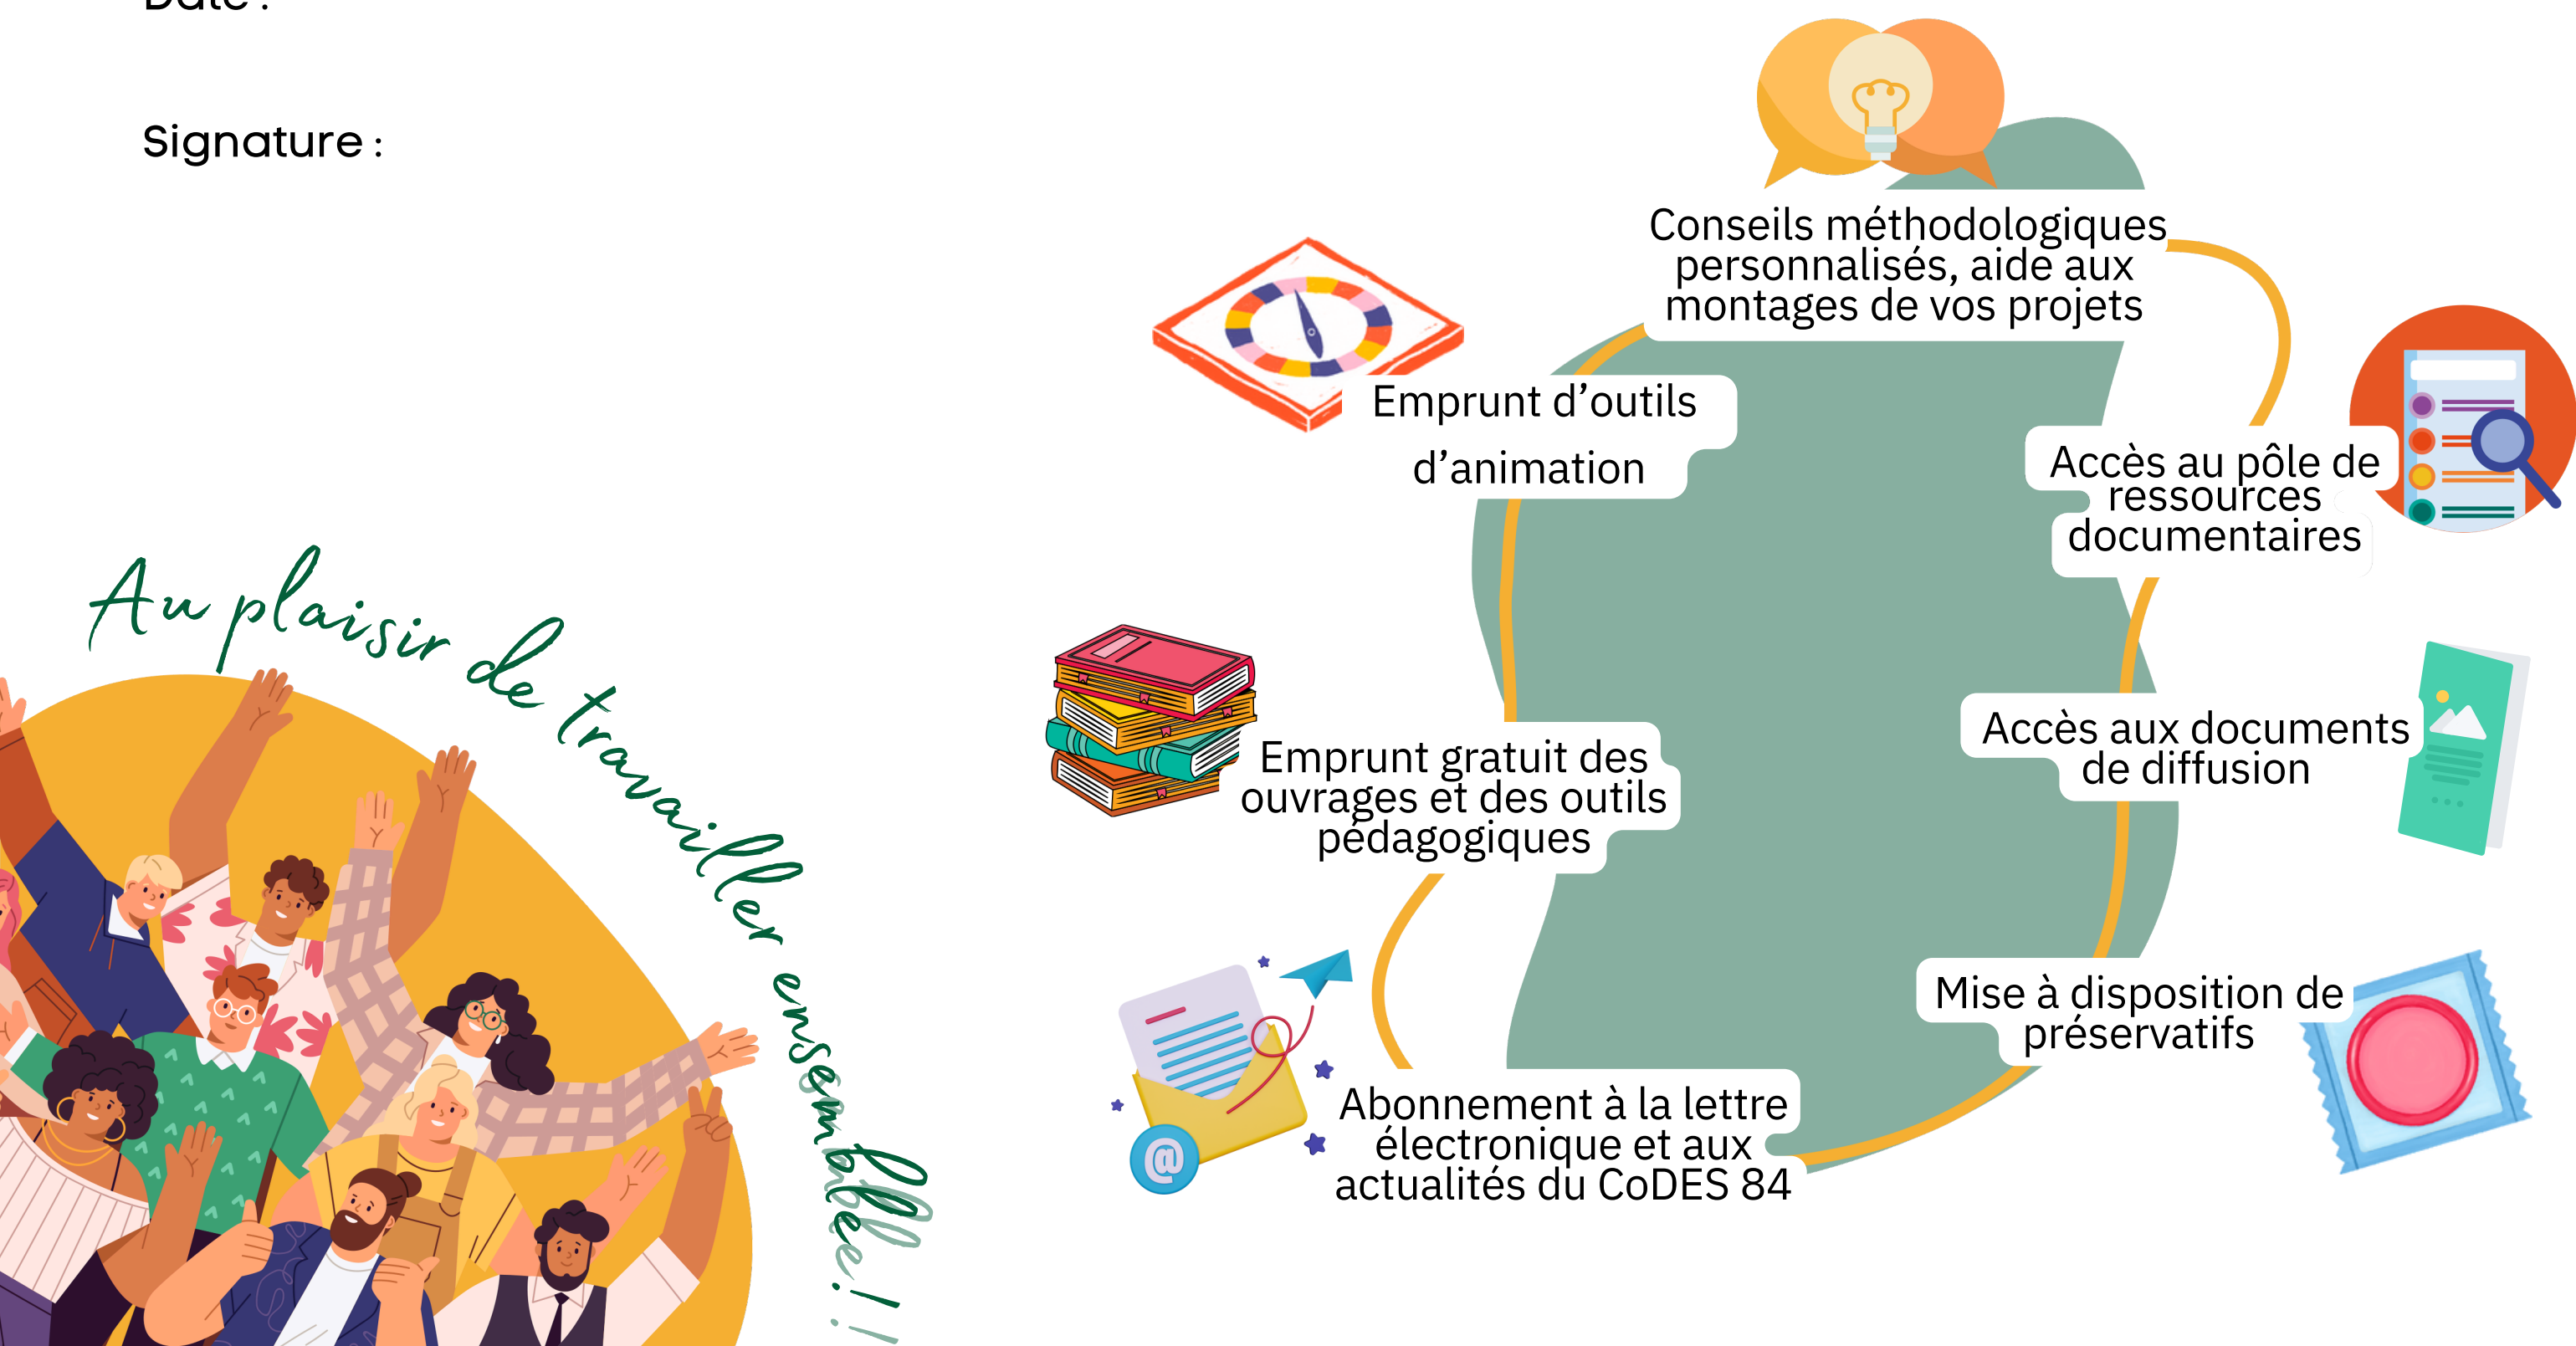 Date :
Signature :
Au plaisir de travailler ensemble !
Conseils méthodologiques
personnalisés, aide aux
montages de vos projets
Emprunt d’outils
d’animation
Accès au pôle de
ressources
documentaires
Emprunt gratuit des
ouvrages et des outils
pédagogiques
Accès aux documents
de diffusion
Mise à disposition de
préservatifs
@
Abonnement à la lettre
électronique et aux
actualités du CoDES 84